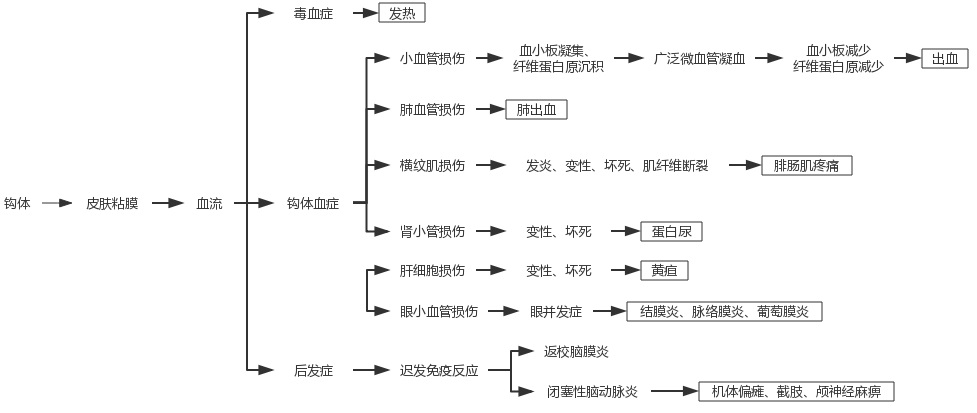 毒血症
发热
小血管损伤
血小板凝集、
纤维蛋白原沉积
广泛微血管凝血
血小板减少
纤维蛋白原减少
出血
肺血管损伤
肺出血
横纹肌损伤
发炎、变性、坏死、肌纤维断裂
腓肠肌疼痛
钩体
皮肤粘膜
血流
钩体血症
肾小管损伤
变性、坏死
蛋白尿
肝细胞损伤
变性、坏死
黄疸
眼小血管损伤
眼并发症
结膜炎、脉络膜炎、葡萄膜炎
后发症
迟发免疫反应
返校脑膜炎
闭塞性脑动脉炎
机体偏瘫、截肢、颅神经麻痹